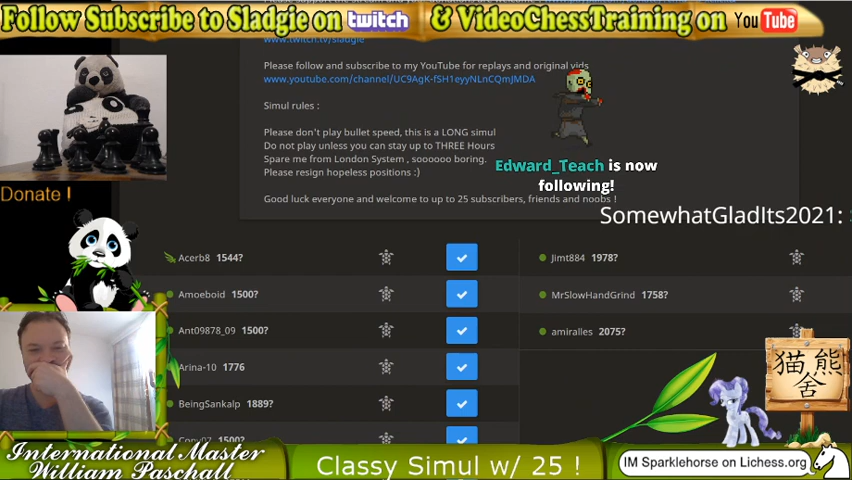 Follow Subscribe to Sladgie on twitch & VideoChessTraining on YouTube
www.twitch.tv/sladgie
Please follow and subscribe to my YouTube for replays and original vids
www.youtube.com/channel/UC9AgK-fSH1eyyNLnCQmJMDA
Simul rules :
Please don't play bullet speed, this is a LONG simul
Do not play unless you can stay up to THREE Hours
Spare me from London System , soooooo boring.
Please resign hopeless positions :)
Good luck everyone and welcome to up to 25 subscribers, friends and noobs !
Edward_Teach is now
following!
SomewhatGladIts2021:
Donate !
Acerb8 1544?
Jimt884 1978?
Amoeboid 1500?
MrSlowHandGrind 1758?
Ant09878_09 1500?
amiralles 2075?
Arina-10 1776
BeingSankalp 1889?
1500?
猫熊
舍
International Master
William Paschall
Classy Simul w/ 25 !
IM Sparklehorse on Lichess.org